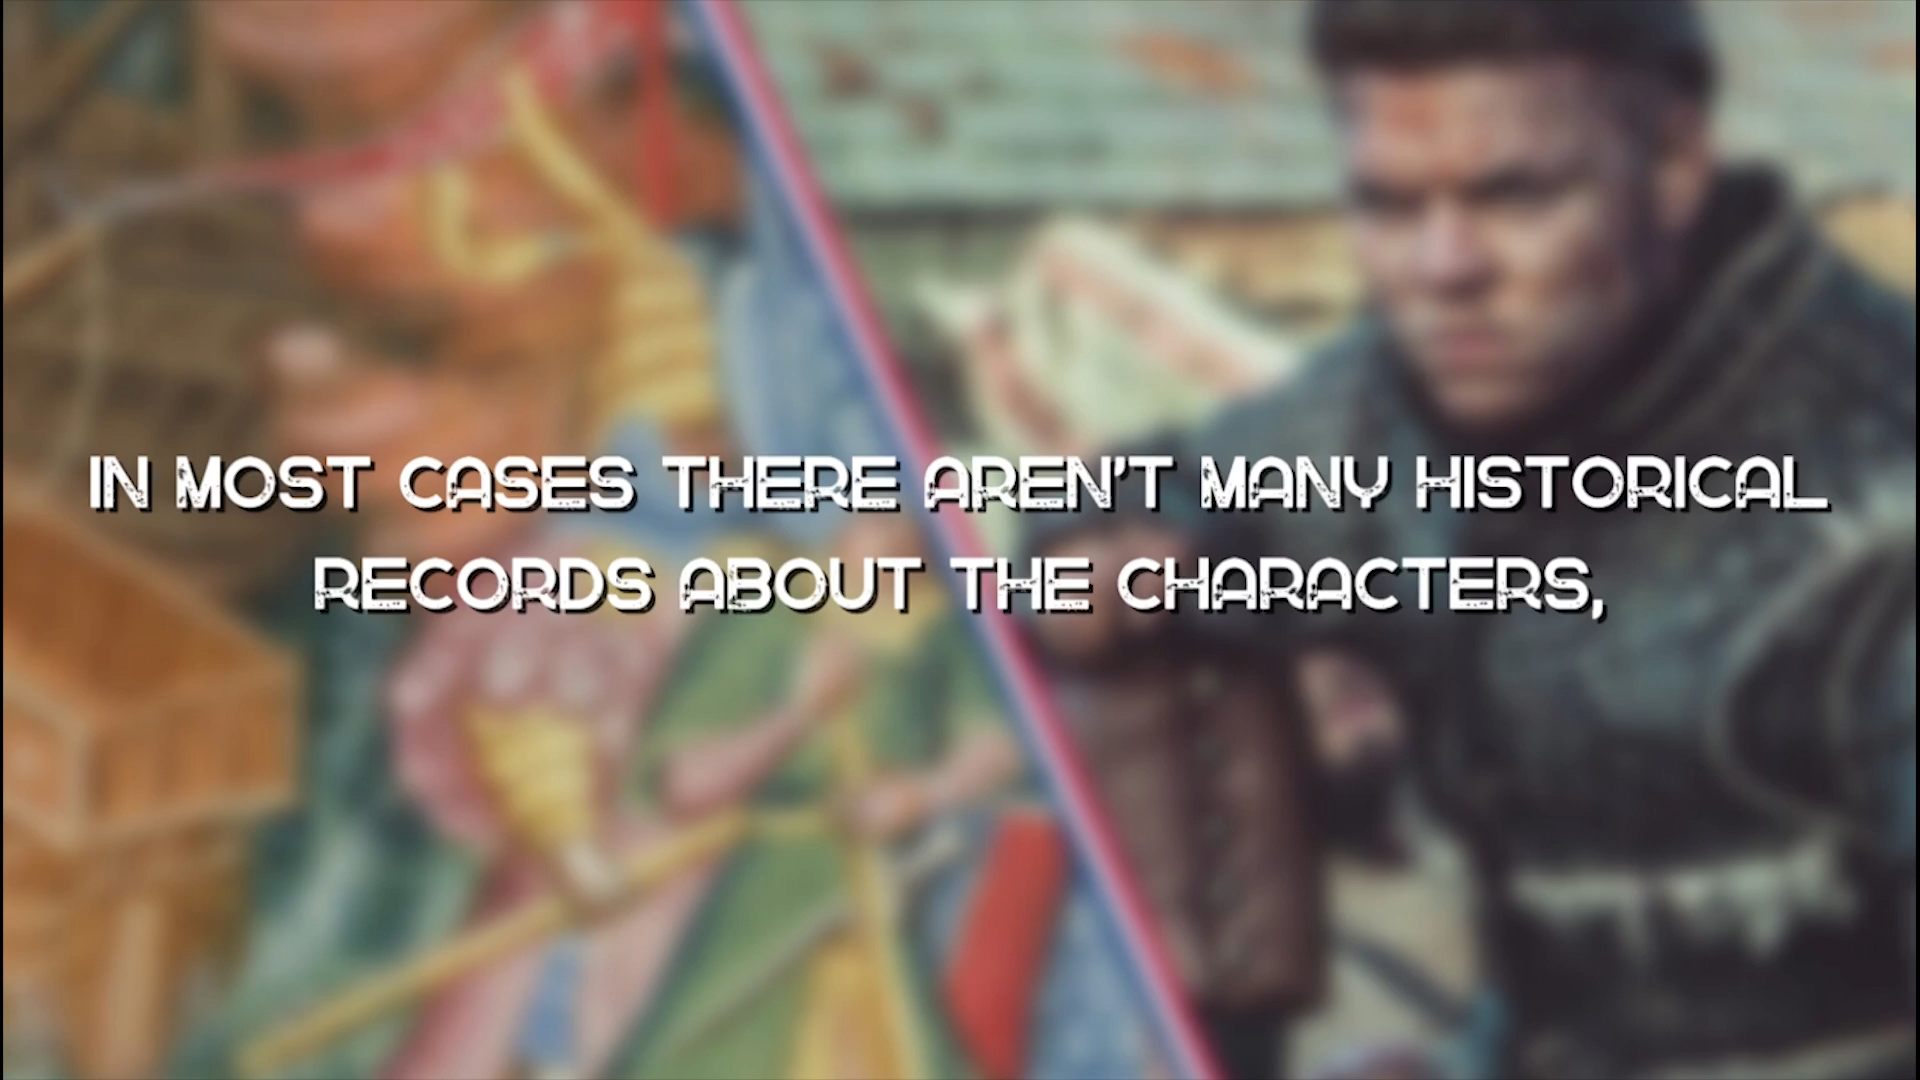 IN MOST CASES THERE AREN'T MANY HISTORICAL
RECORDS ABOUT THE CHARACTERS,